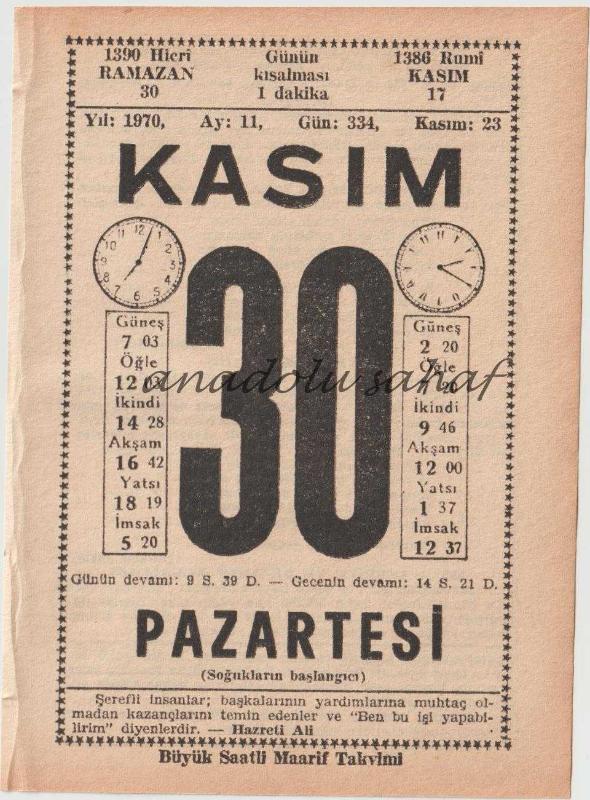 1390 Hicrî
RAMAZAN
30
Günün
kısalması
1 dakika
1386 Rumî
KASIM
17
Yıl: 1970, Ay: 11, Gün: 334, Kasım: 23
KASIM
30
Güneş
7 03
Öğle
12
İkindi
14 28
Akşam
16 42
Yatsı
18 19
İmsak
5 20
Güneş
2 20
Öğle
İkindi
9 46
Akşam
12 00
Yatsı
1 37
İmsak
12 37
anadolu sahaf
Günün devamı: 9 S. 39 D. — Gecenin devamı: 14 S. 21 D.
PAZARTESİ
(Soğukların başlangıcı)
Şerefli insanlar; başkalarının yardımlarına muhtaç ol-
madan kazançlarını temin edenler ve "Ben bu işi yapabi-
lirim" diyenlerdir. — Hazreti Ali
Büyük Saatli Maarif Takvimi